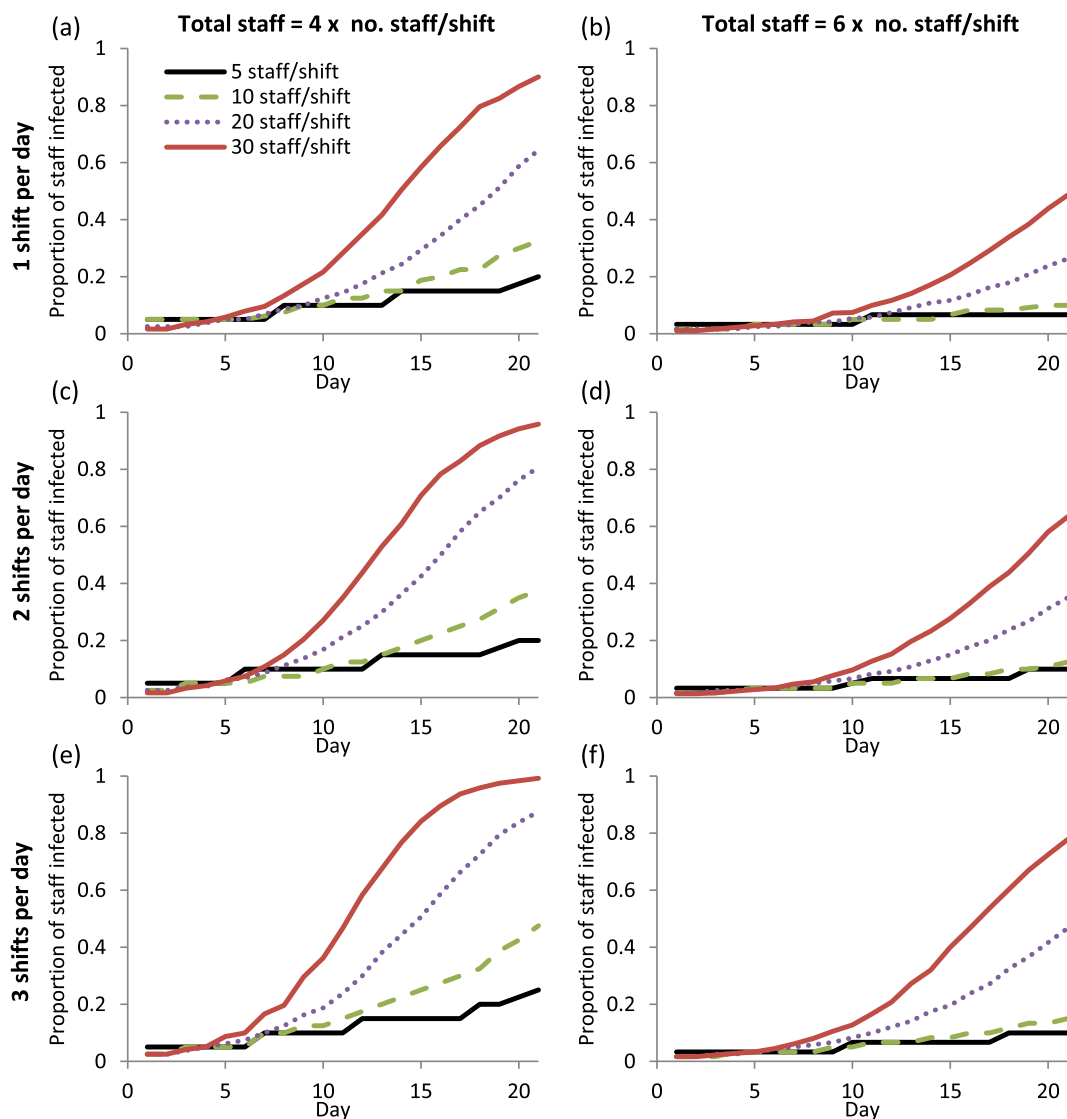 (a) Total staff = 4 x no. staff/shift
(b) Total staff = 6 x no. staff/shift
1 shift per day
Proportion of staff infected
1
0.8
0.6
0.4
0.2
0
5 staff/shift
10 staff/shift
20 staff/shift
30 staff/shift
0 5 10 15 20
Day
Proportion of staff infected
1
0.8
0.6
0.4
0.2
0
0 5 10 15 20
Day
2 shifts per day
(c)
Proportion of staff infected
1
0.8
0.6
0.4
0.2
0
0 5 10 15 20
Day
(d)
Proportion of staff infected
1
0.8
0.6
0.4
0.2
0
0 5 10 15 20
Day
3 shifts per day
(e)
Proportion of staff infected
1
0.8
0.6
0.4
0.2
0
0 5 10 15 20
Day
(f)
Proportion of staff infected
1
0.8
0.6
0.4
0.2
0
0 5 10 15 20
Day